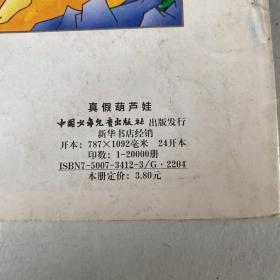 真假葫芦娃
中国少年儿童出版社 出版发行
新华书店经销
开本：787×1092毫米 24开本
印数：1-20000册
ISBN7-5007-3412-3/G·2204
本册定价：3.80元